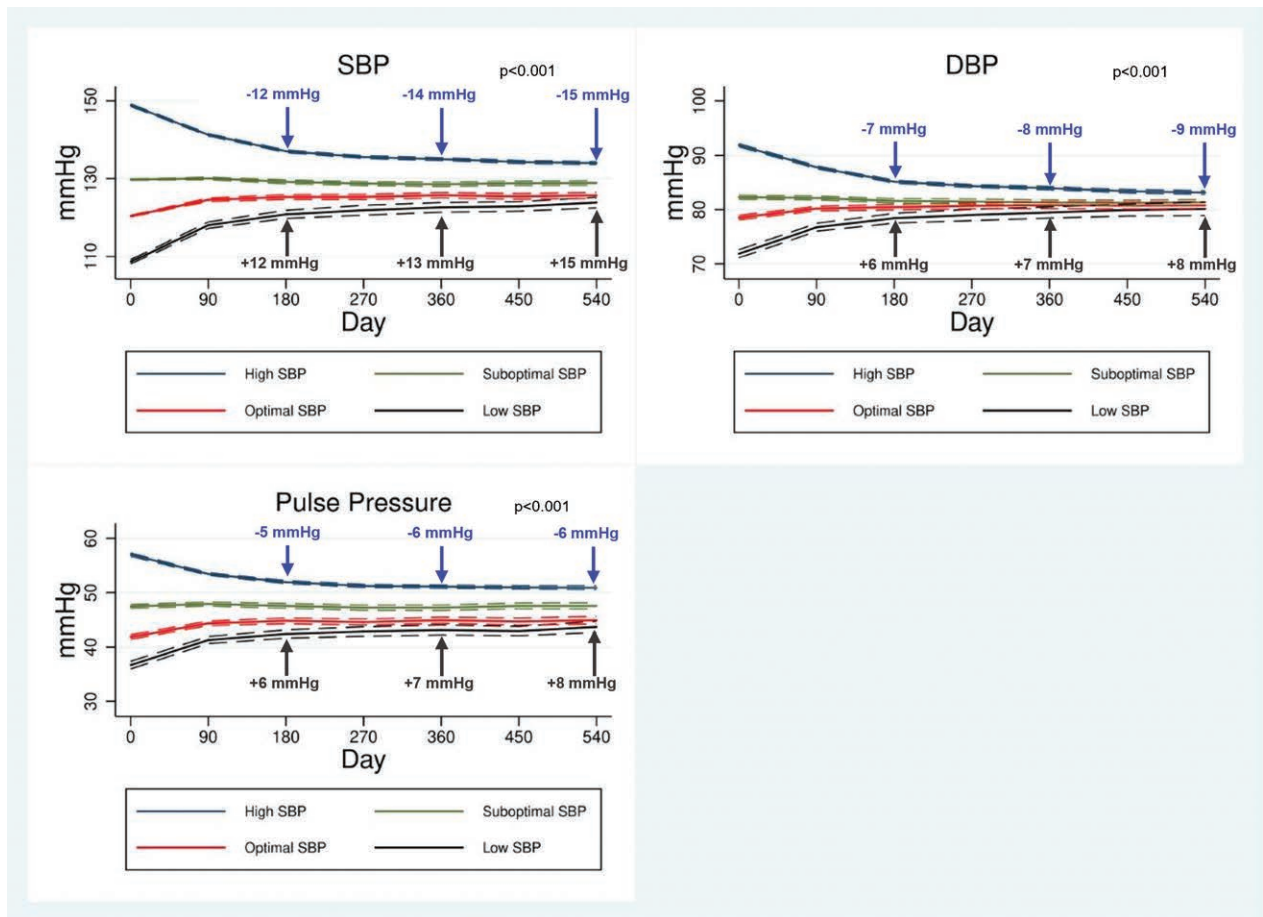 SBP
p<0.001
-12 mmHg -14 mmHg -15 mmHg
150
130
110
mmHg
+12 mmHg +13 mmHg +15 mmHg
0 90 180 270 360 450 540
Day
High SBP Suboptimal SBP
Optimal SBP Low SBP
DBP
p<0.001
-7 mmHg -8 mmHg -9 mmHg
100
90
80
70
mmHg
+6 mmHg +7 mmHg +8 mmHg
0 90 180 270 360 450 540
Day
High SBP Suboptimal SBP
Optimal SBP Low SBP
Pulse Pressure
p<0.001
-5 mmHg -6 mmHg -6 mmHg
60
50
40
30
mmHg
+6 mmHg +7 mmHg +8 mmHg
0 90 180 270 360 450 540
Day
High SBP Suboptimal SBP
Optimal SBP Low SBP